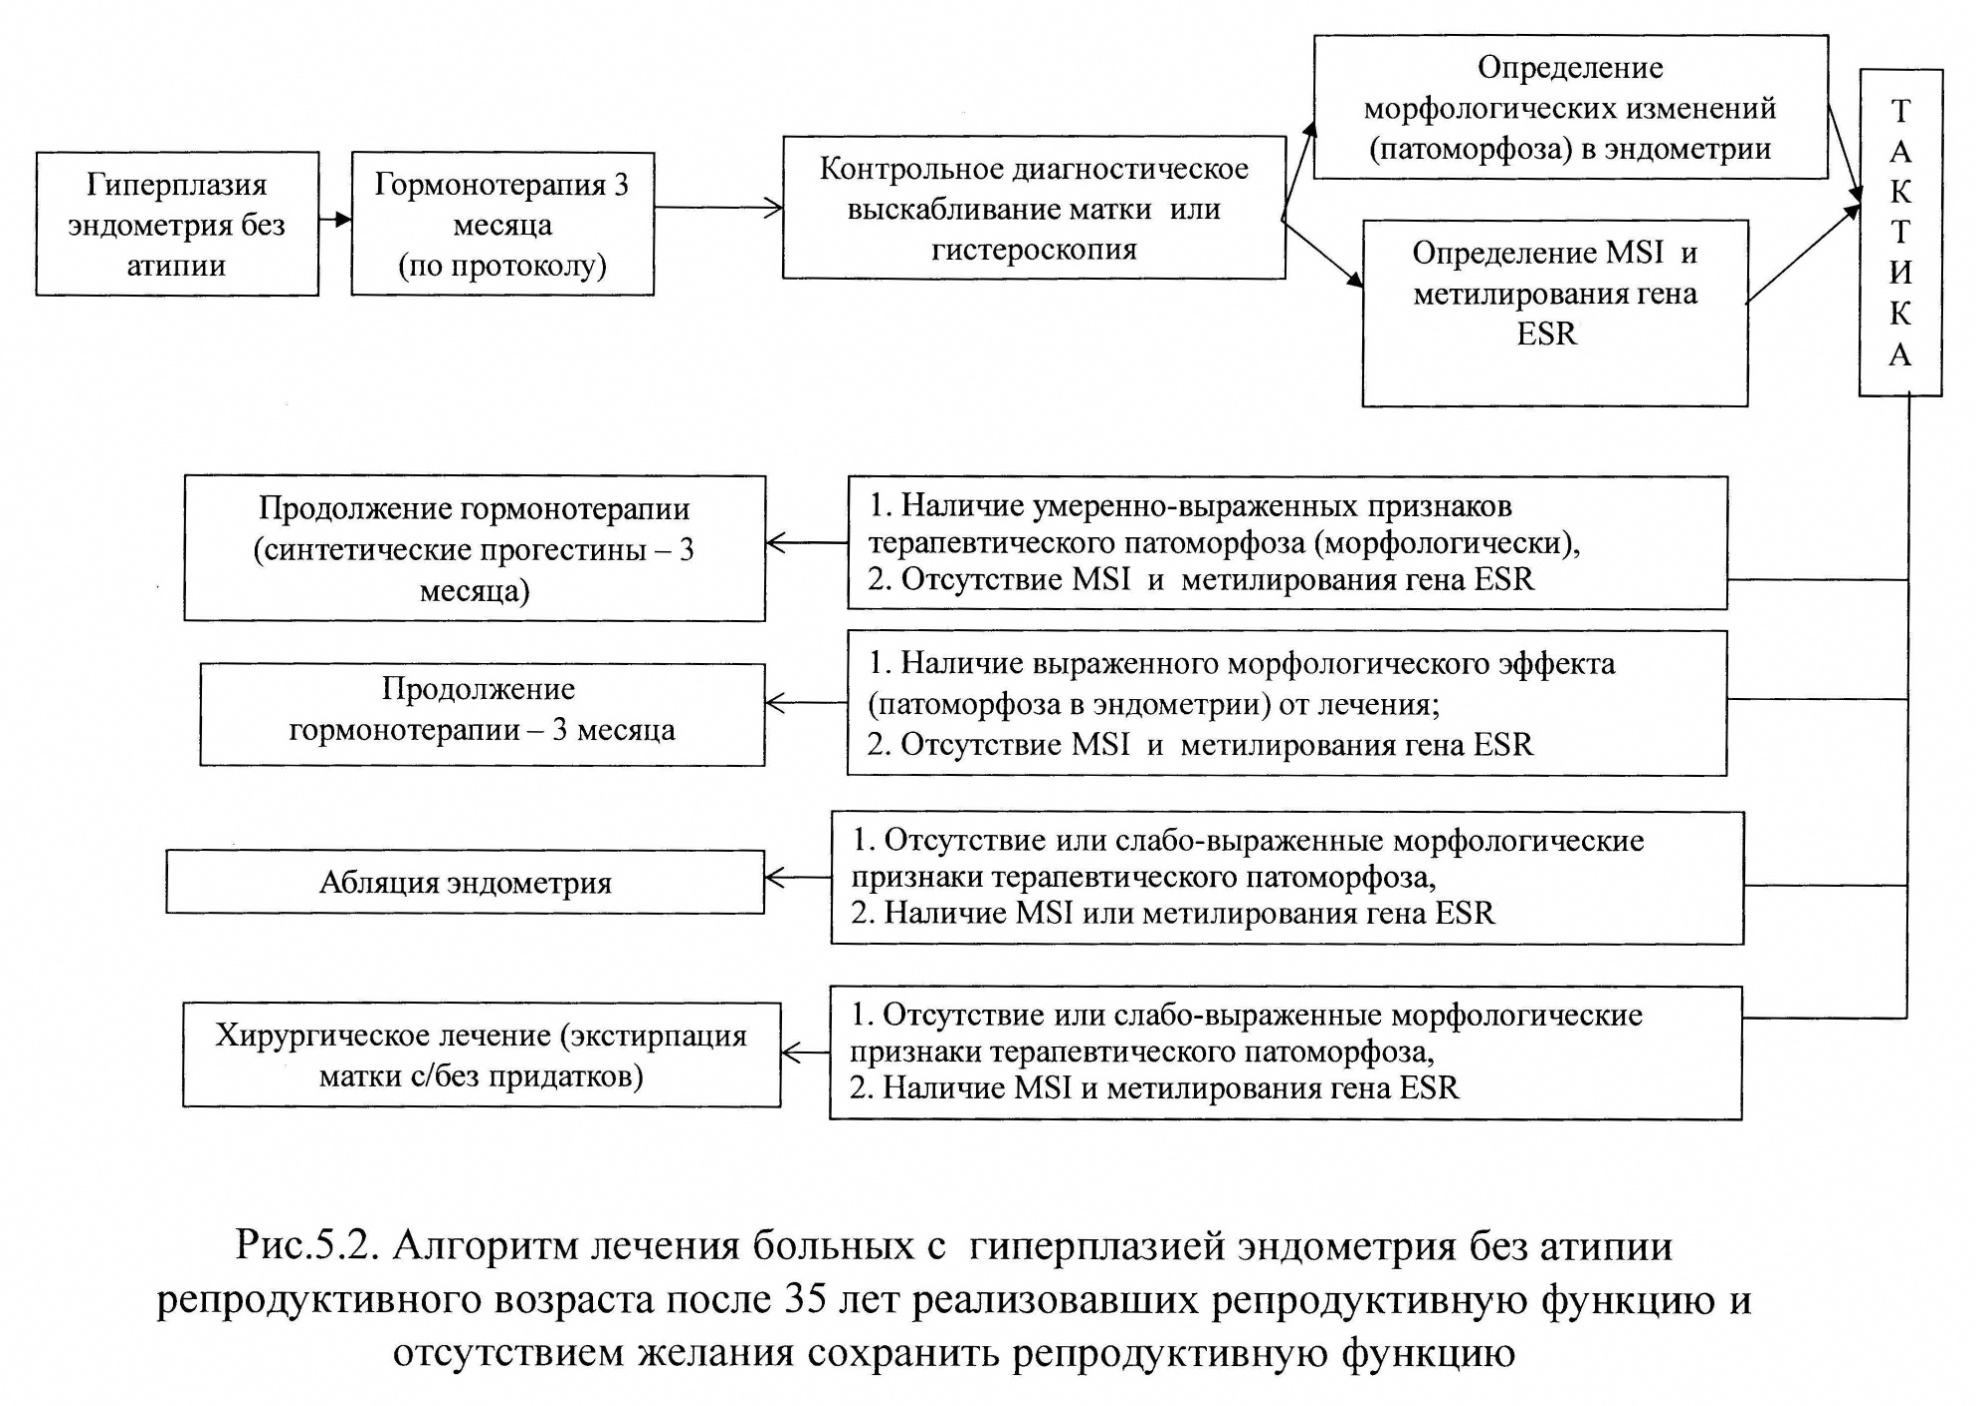 Гиперплазия
эндометрия без
атипии
Гормонотерапия 3
месяца
(по протоколу)
Контрольное диагностическое
выскабливание матки или
гистероскопия
Определение
морфологических изменений
(патоморфоза) в эндометрии
Определение MSI и
метилирования гена
ESR
Т
А
К
Т
И
К
А
Продолжение гормонотерапии
(синтетические прогестины – 3
месяца)
1. Наличие умеренно-выраженных признаков
терапевтического патоморфоза (морфологически),
2. Отсутствие MSI и метилирования гена ESR
Продолжение
гормонотерапии – 3 месяца
1. Наличие выраженного морфологического эффекта
(патоморфоза в эндометрии) от лечения;
2. Отсутствие MSI и метилирования гена ESR
Абляция эндометрия
1. Отсутствие или слабо-выраженные морфологические
признаки терапевтического патоморфоза,
2. Наличие MSI или метилирования гена ESR
Хирургическое лечение (экстирпация
матки с/без придатков)
1. Отсутствие или слабо-выраженные морфологические
признаки терапевтического патоморфоза,
2. Наличие MSI и метилирования гена ESR
Рис.5.2. Алгоритм лечения больных с гиперплазией эндометрия без атипии
репродуктивного возраста после 35 лет реализовавших репродуктивную функцию и
отсутствием желания сохранить репродуктивную функцию